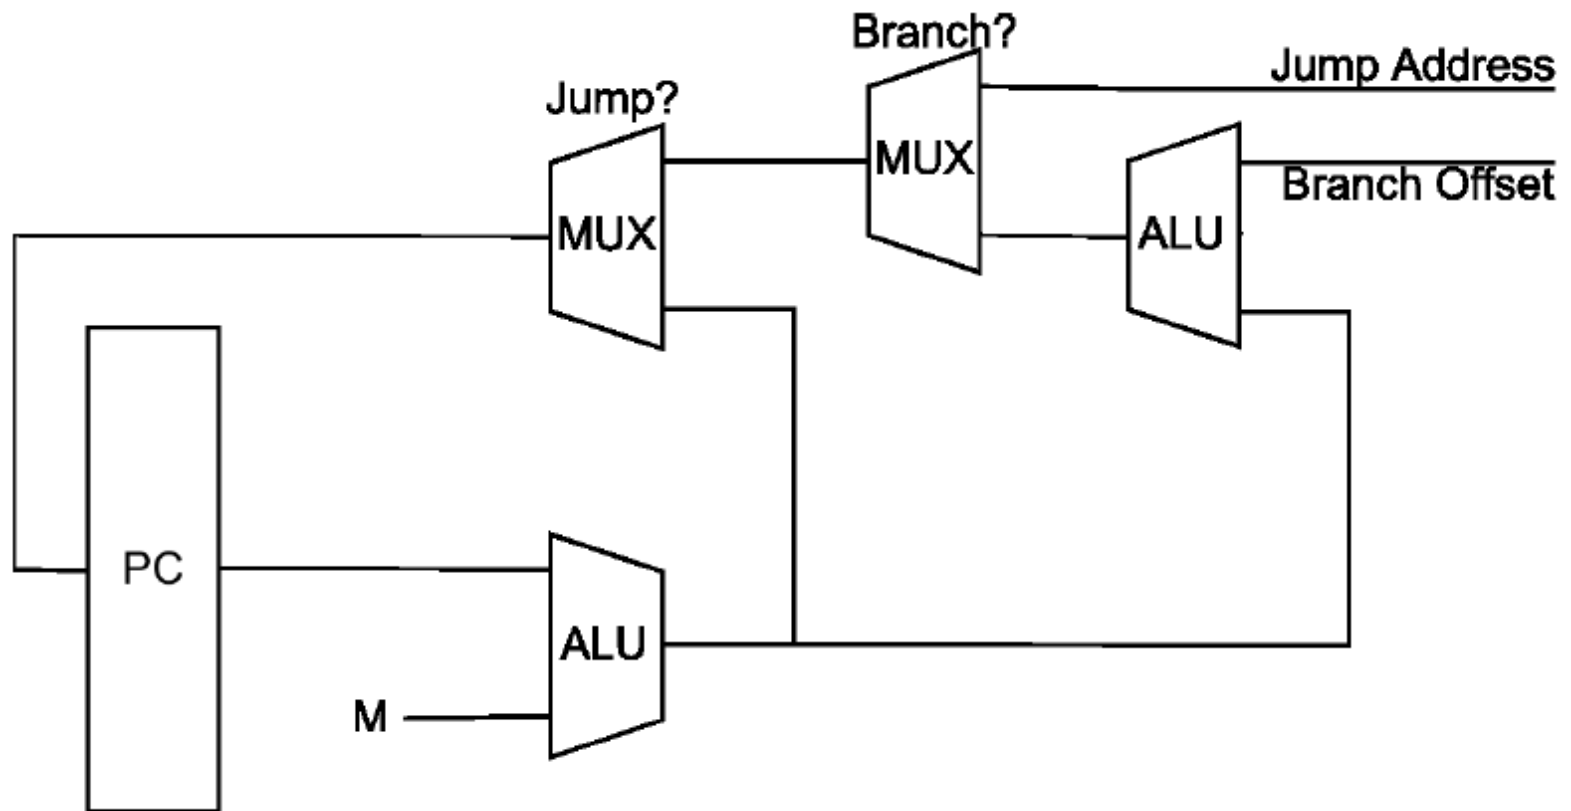 Branch?
Jump Address
Jump?
MUX
Branch Offset
MUX
ALU
PC
ALU
M